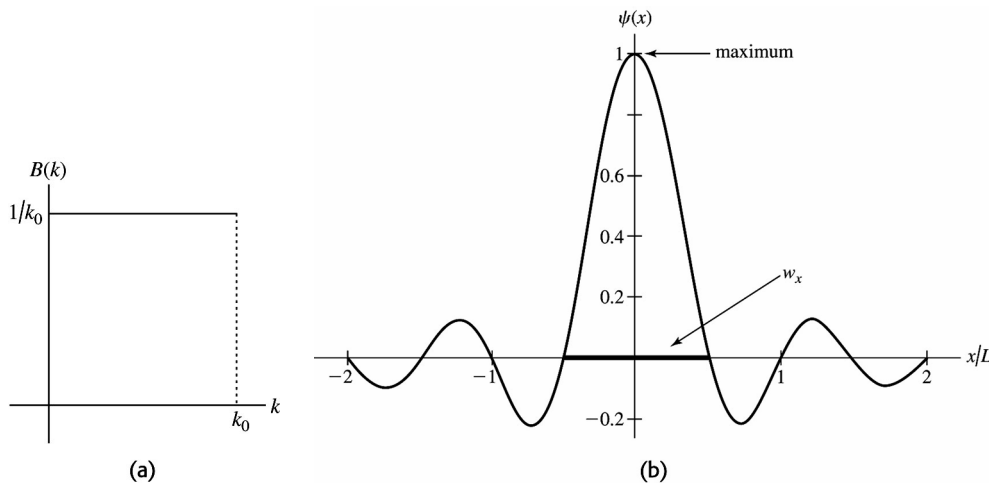 B(k)
1/k₀
k
k₀
(a)
ψ(x)
1
maximum
0.6
0.4
0.2
wₓ
−2
−1
1
2
x/L
−0.2
(b)